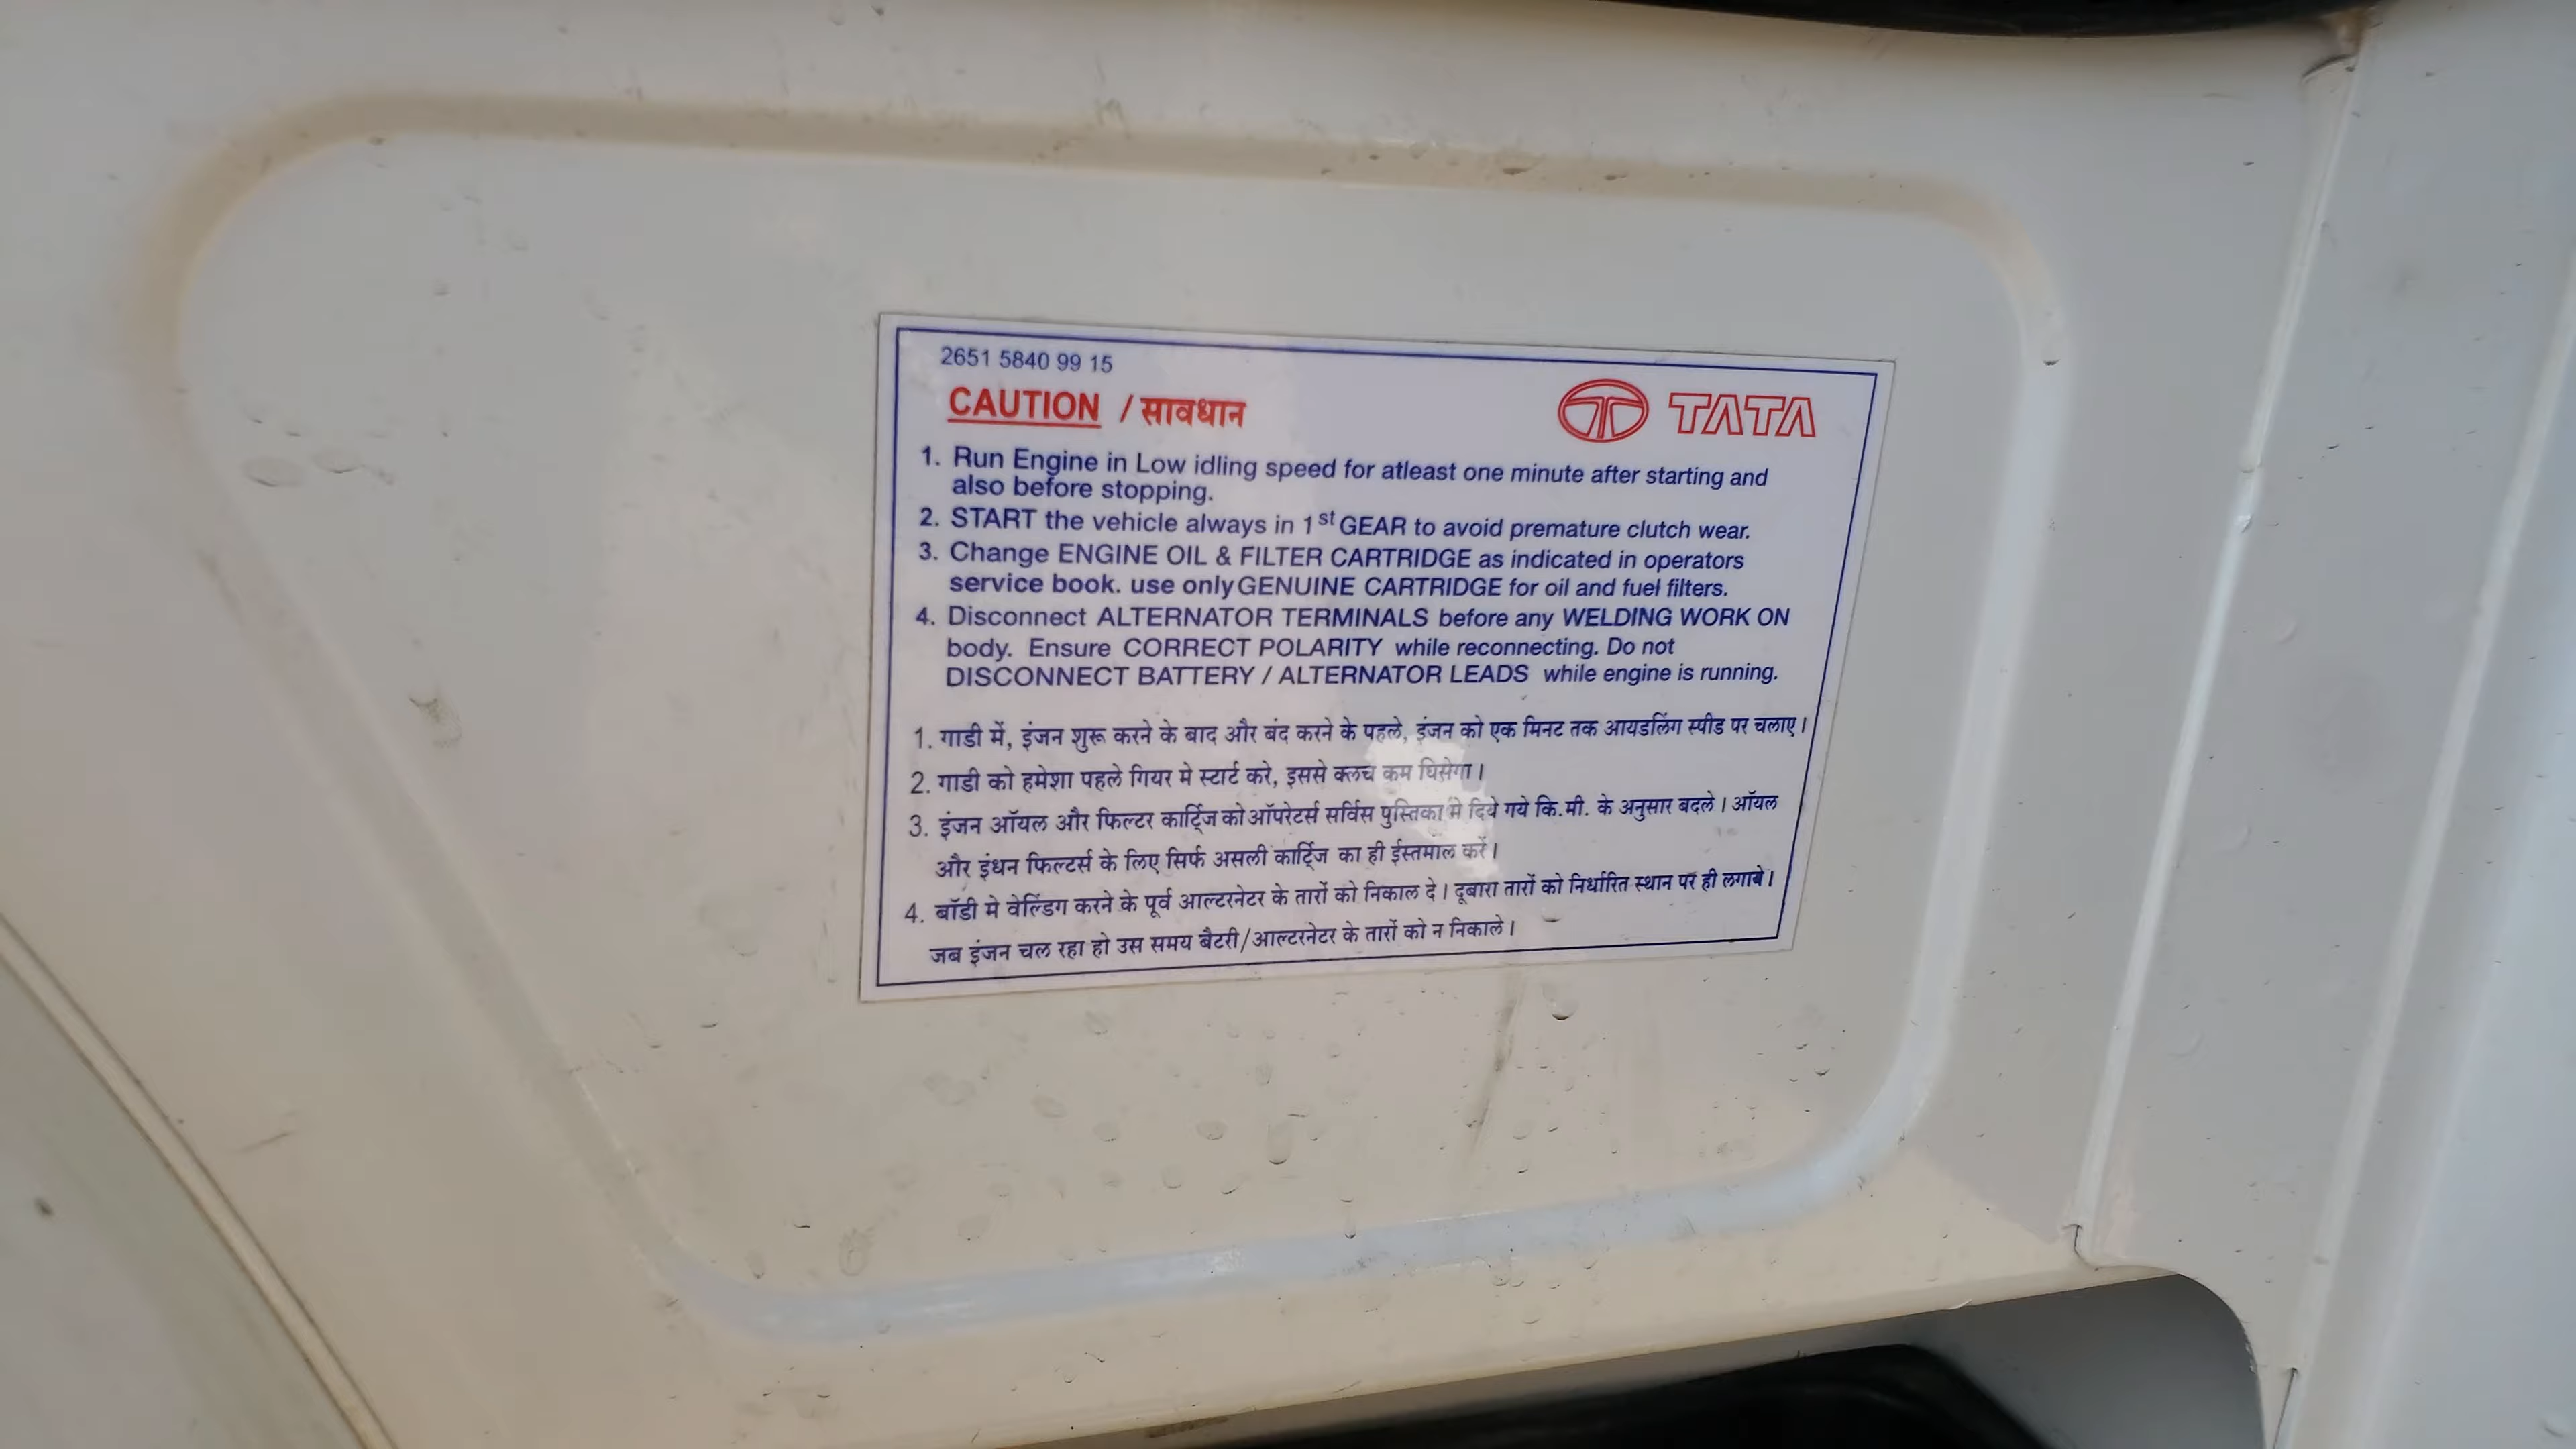 2651 5840 99 15
CAUTION / सावधान
TATA
1. Run Engine in Low idling speed for atleast one minute after starting and
also before stopping.
2. START the vehicle always in 1st GEAR to avoid premature clutch wear.
3. Change ENGINE OIL & FILTER CARTRIDGE as indicated in operators
service book. use only GENUINE CARTRIDGE for oil and fuel filters.
4. Disconnect ALTERNATOR TERMINALS before any WELDING WORK ON
body. Ensure CORRECT POLARITY while reconnecting. Do not
DISCONNECT BATTERY / ALTERNATOR LEADS while engine is running.
1. गाडी में, इंजन शुरू करने के बाद और बंद करने के पहले, इंजन को एक मिनट तक आयडलिंग स्पीड पर चलाए।
2. गाडी को हमेशा पहले गियर मे स्टार्ट करे, इससे क्लच कम घिसेगा।
3. इंजन ऑयल और फिल्टर कार्ट्रिज को ऑपरेटर्स सर्विस पुस्तिका मे दिये गये कि.मी. के अनुसार बदले। ऑयल
और इंधन फिल्टर्स के लिए सिर्फ असली कार्ट्रिज का ही ईस्तमाल करें।
4. बॉडी मे वेल्डिंग करने के पूर्व आल्टरनेटर के तारों को निकाल दे। दूबारा तारों को निर्धारित स्थान पर ही लगाबे।
जब इंजन चल रहा हो उस समय बैटरी/आल्टरनेटर के तारों को न निकाले।